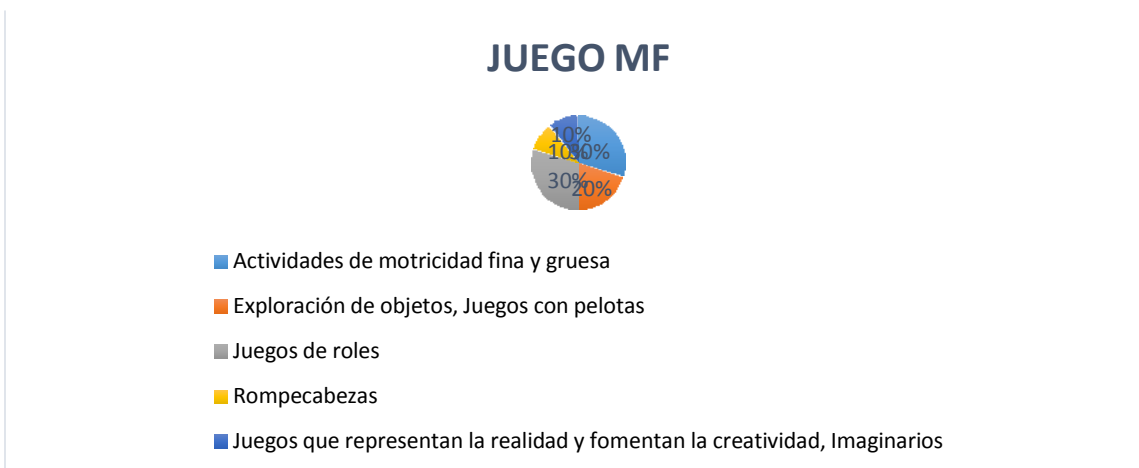 JUEGO MF
10%
10%
30%
30%
20%
Actividades de motricidad fina y gruesa
Exploración de objetos, Juegos con pelotas
Juegos de roles
Rompecabezas
Juegos que representan la realidad y fomentan la creatividad, Imaginarios